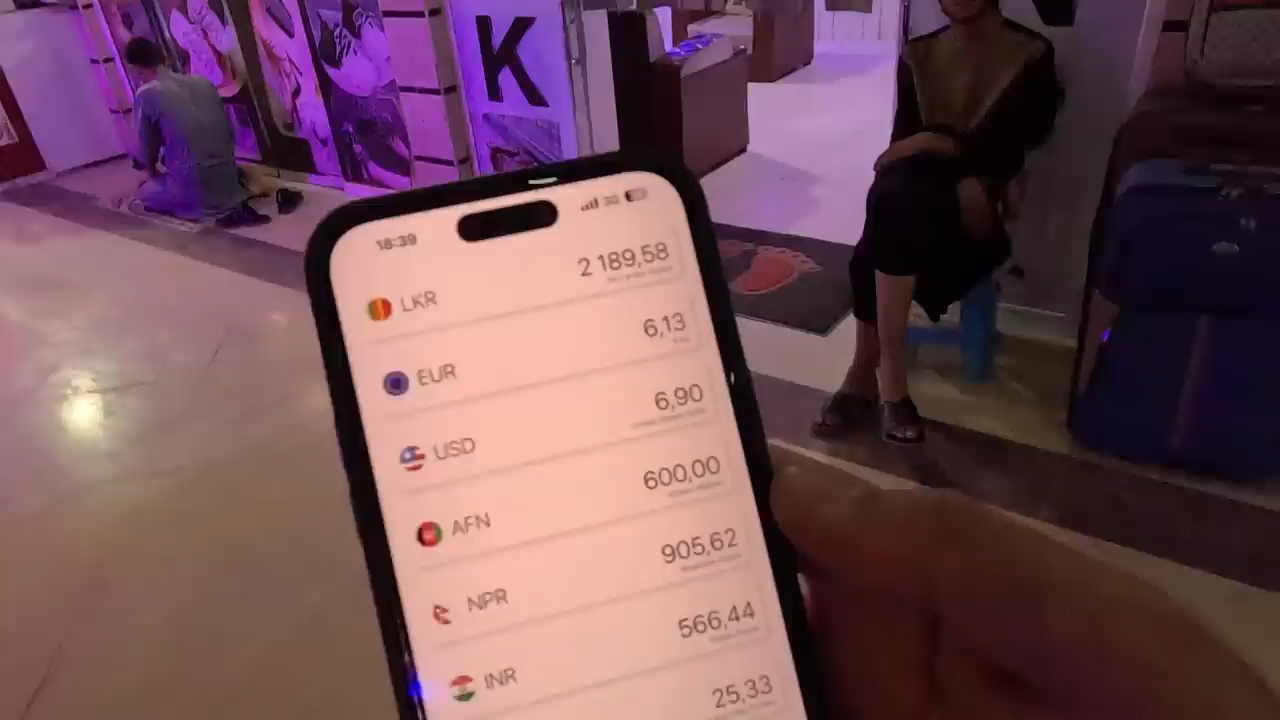 K
18:39
3G
LKR 2 189,58
EUR 6,13
USD 6,90
AFN 600,00
NPR 905,62
INR 566,44
25,33